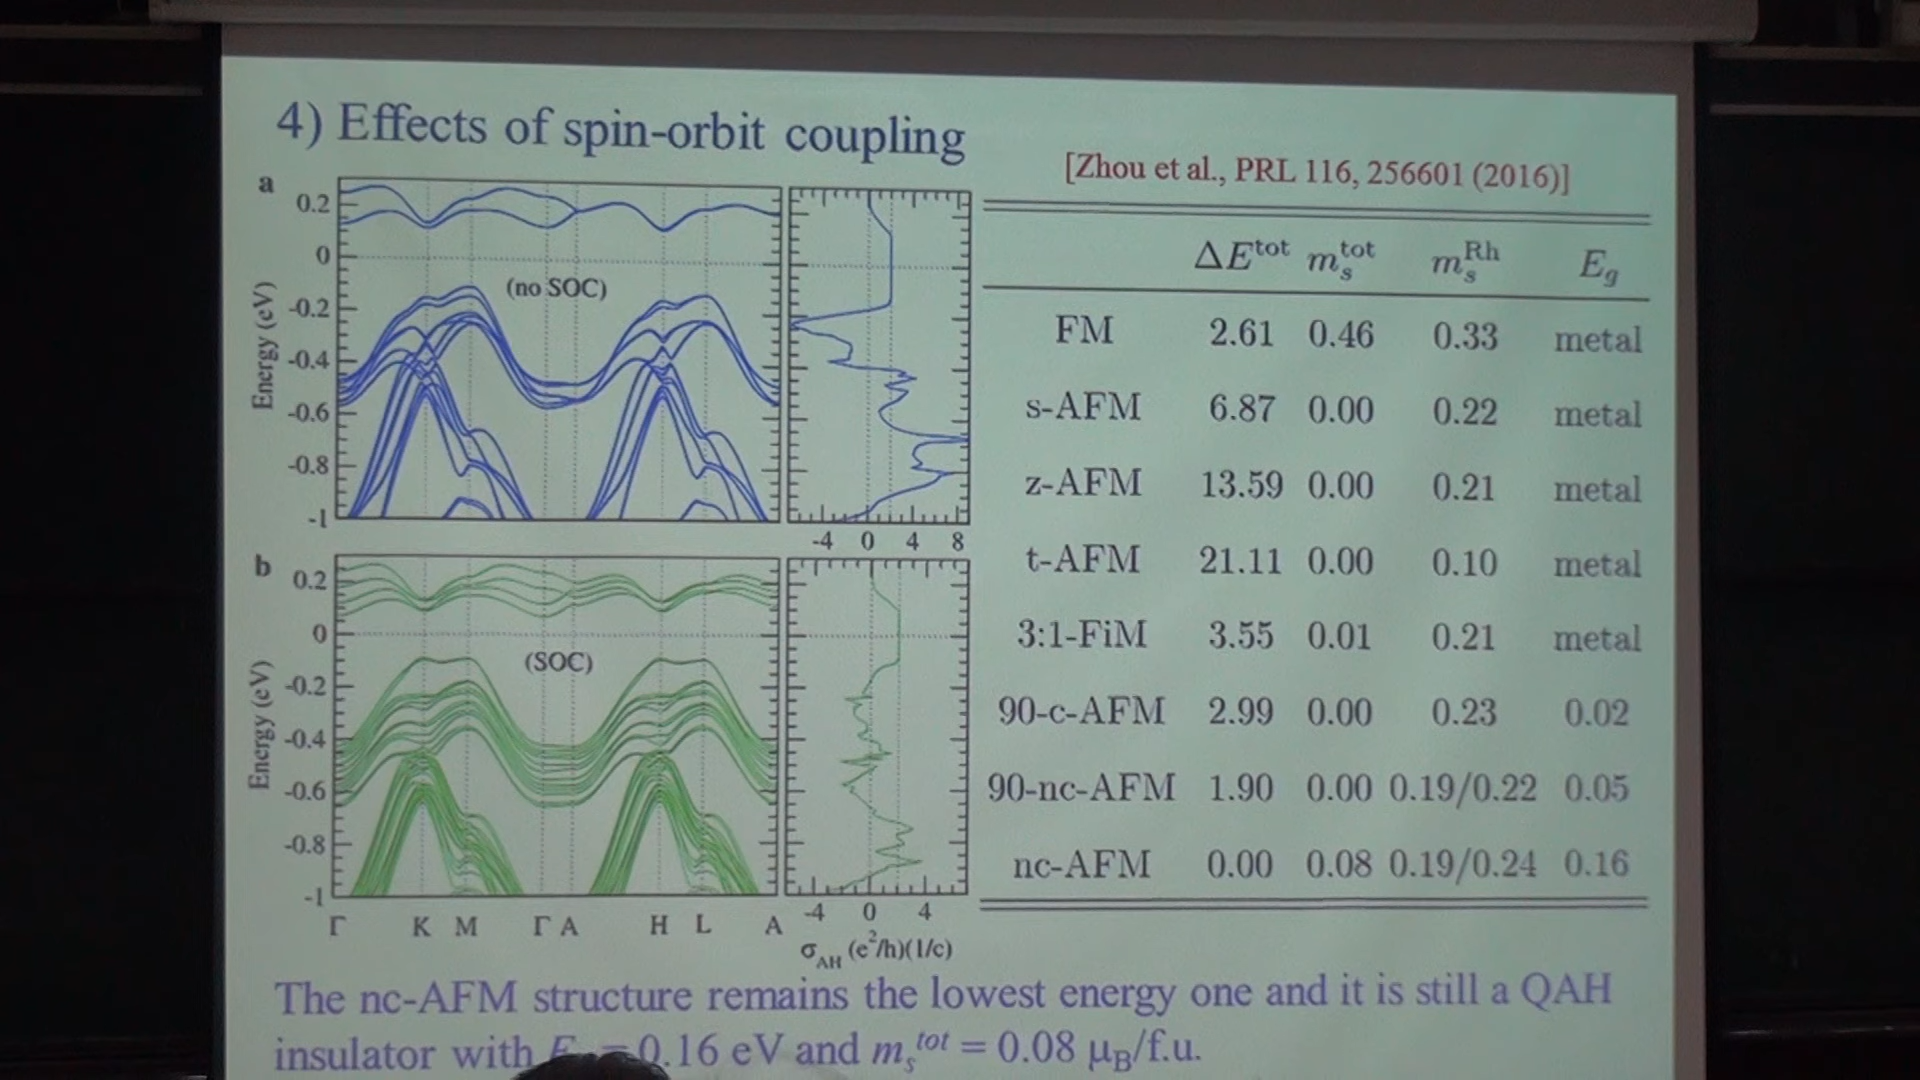 4) Effects of spin-orbit coupling
[Zhou et al., PRL 116, 256601 (2016)]
a
0.2
0
-0.2
-0.4
-0.6
-0.8
-1
Energy (eV)
(no SOC)
-4 0 4 8
b
0.2
0
-0.2
-0.4
-0.6
-0.8
-1
Energy (eV)
(SOC)
Γ K M Γ A H L A
-4 0 4
σ_AH (e²/h)(1/c)
ΔE^tot m_s^tot m_s^Rh E_g
FM 2.61 0.46 0.33 metal
s-AFM 6.87 0.00 0.22 metal
z-AFM 13.59 0.00 0.21 metal
t-AFM 21.11 0.00 0.10 metal
3:1-FiM 3.55 0.01 0.21 metal
90-c-AFM 2.99 0.00 0.23 0.02
90-nc-AFM 1.90 0.00 0.19/0.22 0.05
nc-AFM 0.00 0.08 0.19/0.24 0.16
The nc-AFM structure remains the lowest energy one and it is still a QAH
insulator with = 0.16 eV and m_s^tot = 0.08 μ_B/f.u.